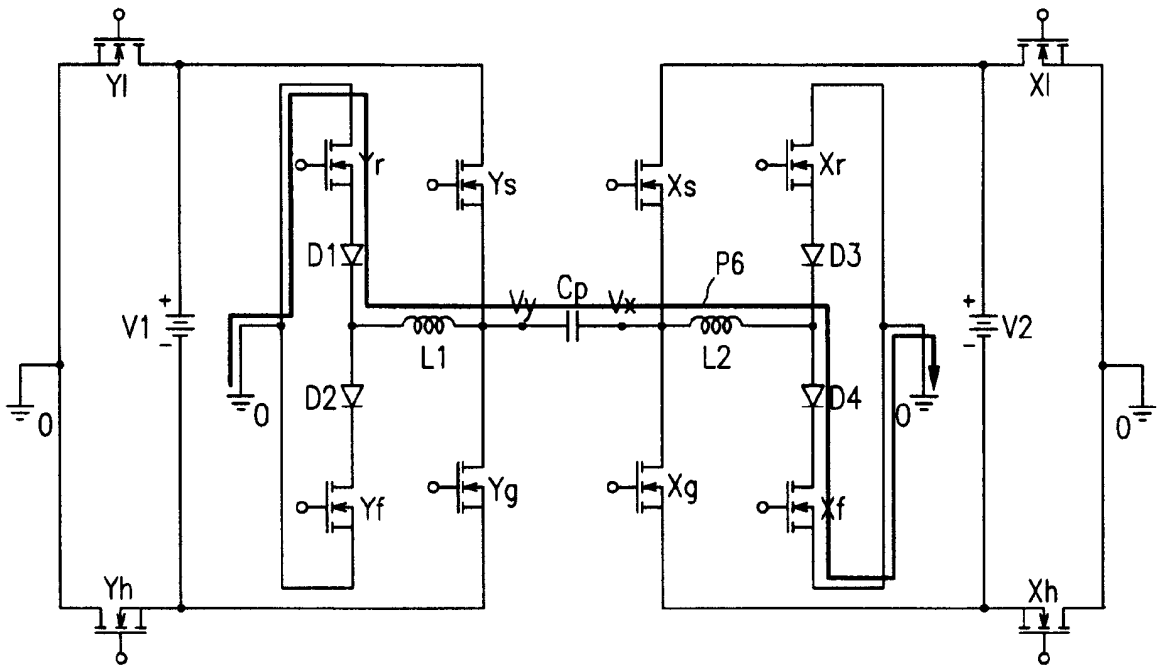 Yl
Xl
Yr
Ys
Xs
Xr
D1
D3
P6
Cp
Vy
Vx
+
V1
-
+
V2
-
L1
L2
D2
D4
0
0
0
0
Yf
Yg
Xg
Xf
Yh
Xh